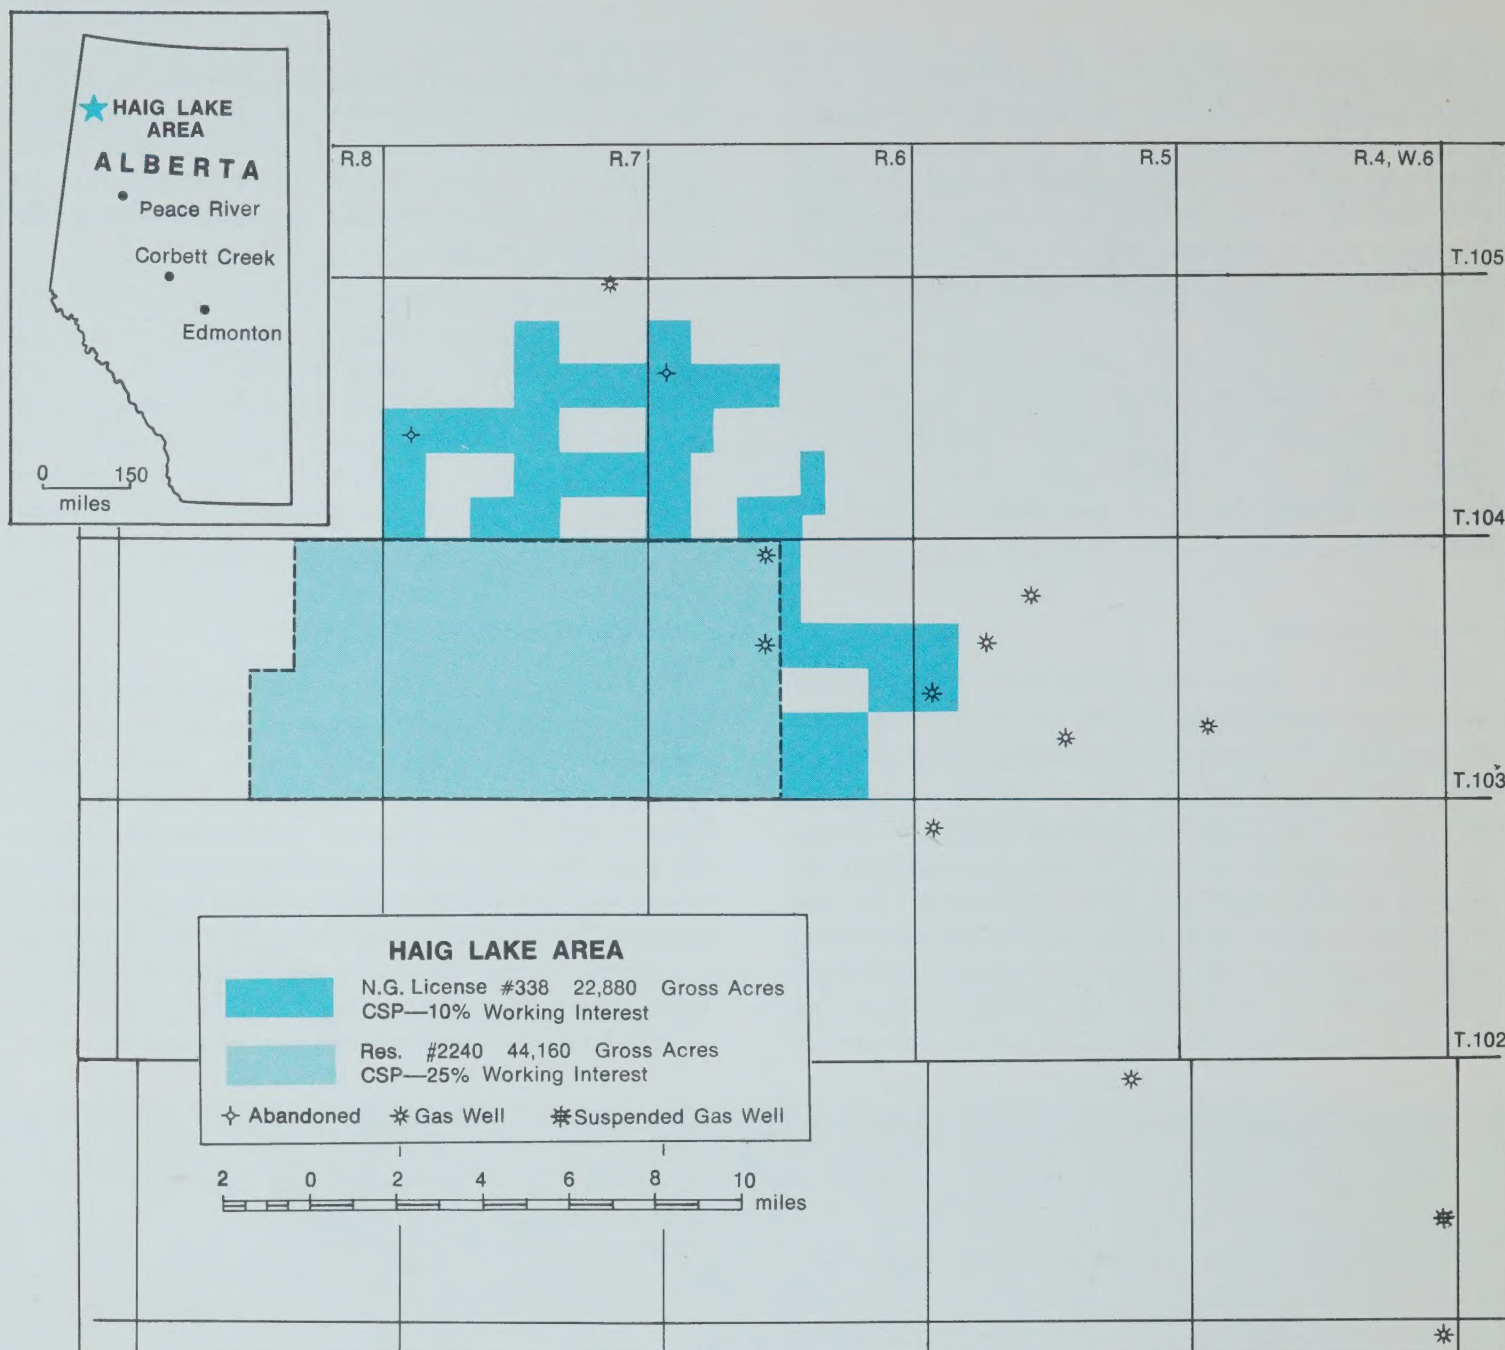 HAIG LAKE
AREA
ALBERTA
Peace River
Corbett Creek
Edmonton
0 150
miles
R.8 R.7 R.6 R.5 R.4, W.6
T.105
T.104
T.103
T.102
HAIG LAKE AREA
N.G. License #338 22,880 Gross Acres
CSP—10% Working Interest
Res. #2240 44,160 Gross Acres
CSP—25% Working Interest
Abandoned Gas Well Suspended Gas Well
2 0 2 4 6 8 10
miles